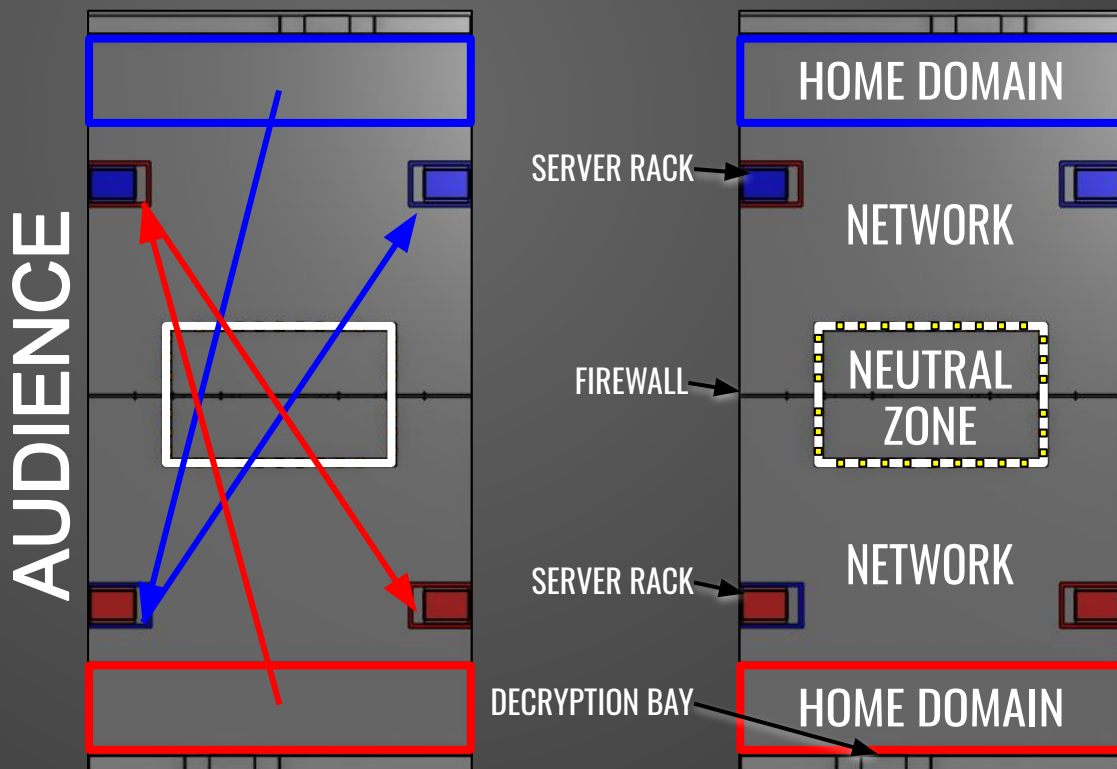 AUDIENCE
HOME DOMAIN
SERVER RACK
NETWORK
FIREWALL
NEUTRAL
ZONE
NETWORK
SERVER RACK
DECRYPTION BAY
HOME DOMAIN